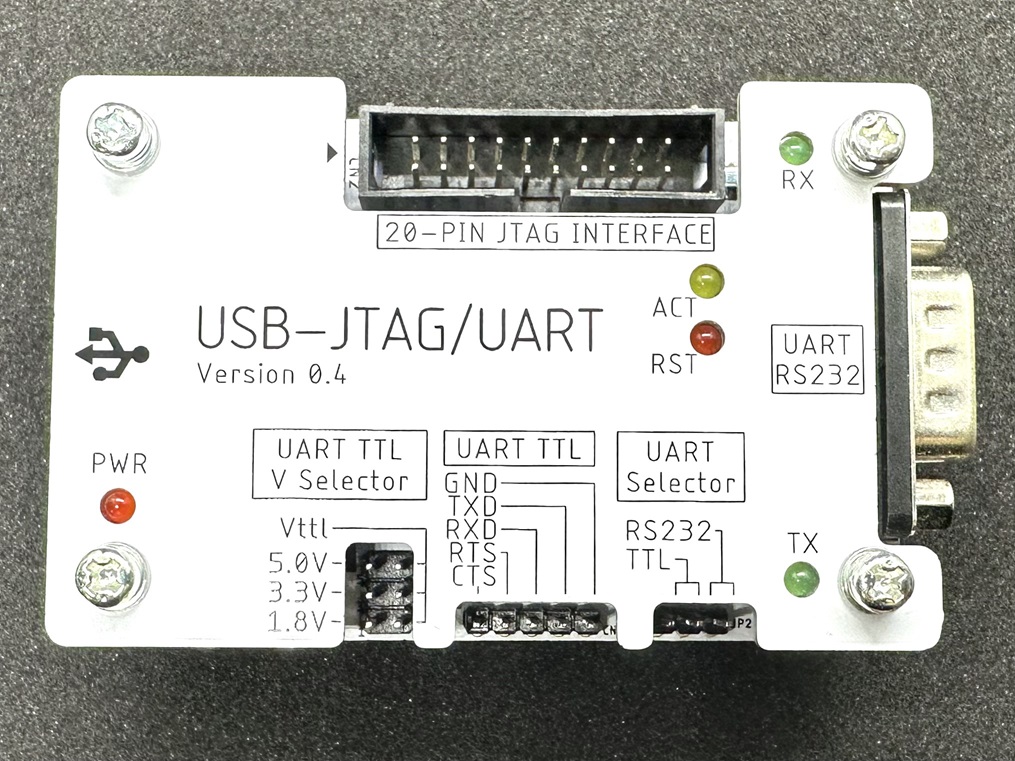 RX
20-PIN JTAG INTERFACE
ACT
RST
USB-JTAG/UART
Version 0.4
UART
RS232
PWR
UART TTL
V Selector
Vttl
5.0V
3.3V
1.8V
UART TTL
GND
TXD
RXD
RTS
CTS
UART
Selector
RS232
TTL
TX
JP2